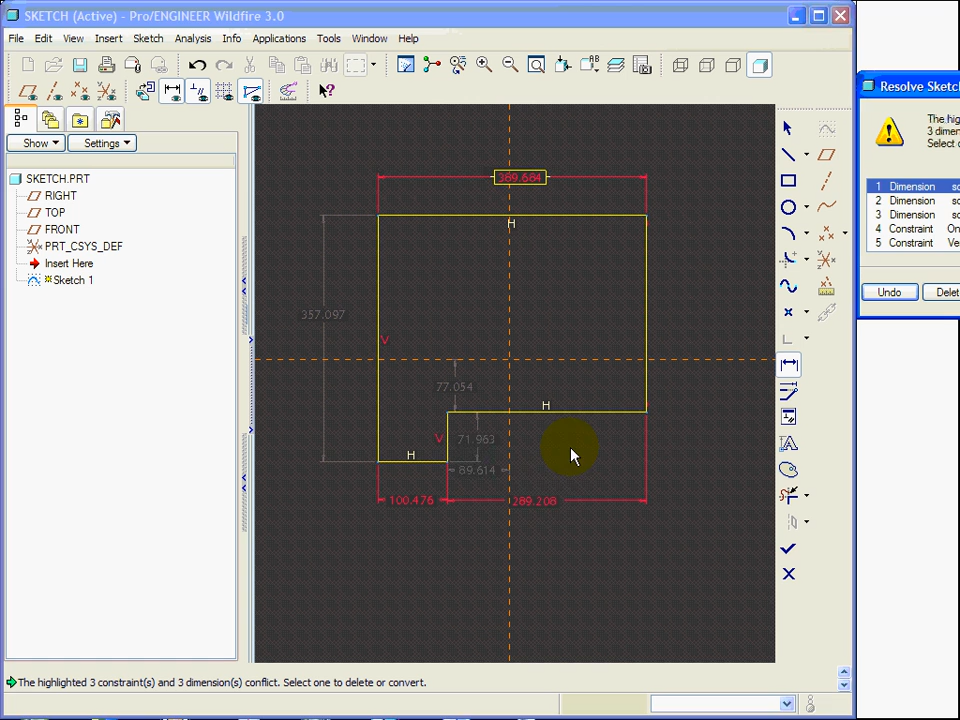 SKETCH (Active) - Pro/ENGINEER Wildfire 3.0
File Edit View Insert Sketch Analysis Info Applications Tools Window Help
Show Settings
SKETCH.PRT
RIGHT
TOP
FRONT
PRT_CSYS_DEF
Insert Here
Sketch 1
389.684
H
357.097
V
77.054
H
V
71.963
H
89.614
100.476
289.208
Resolve Sketc
The hig
3 dime
Select
1 Dimension
2 Dimension
3 Dimension
4 Constraint
5 Constraint
Undo
The highlighted 3 constraint(s) and 3 dimension(s) conflict. Select one to delete or convert.